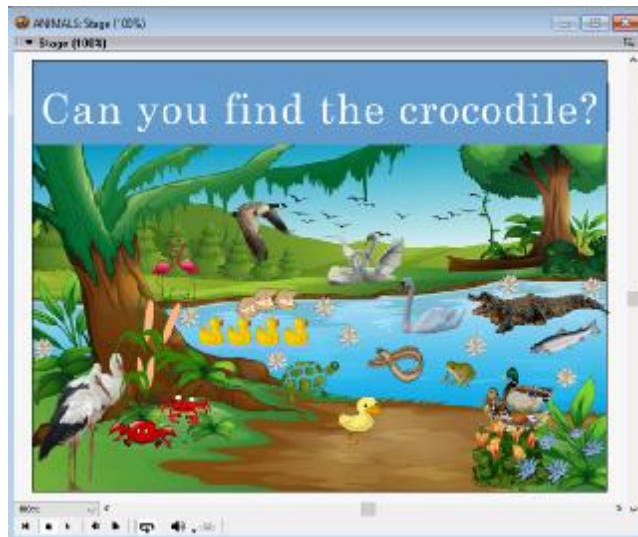 ANIMALS: Stage (100%)
Stage (100%)
Can you find the crocodile?